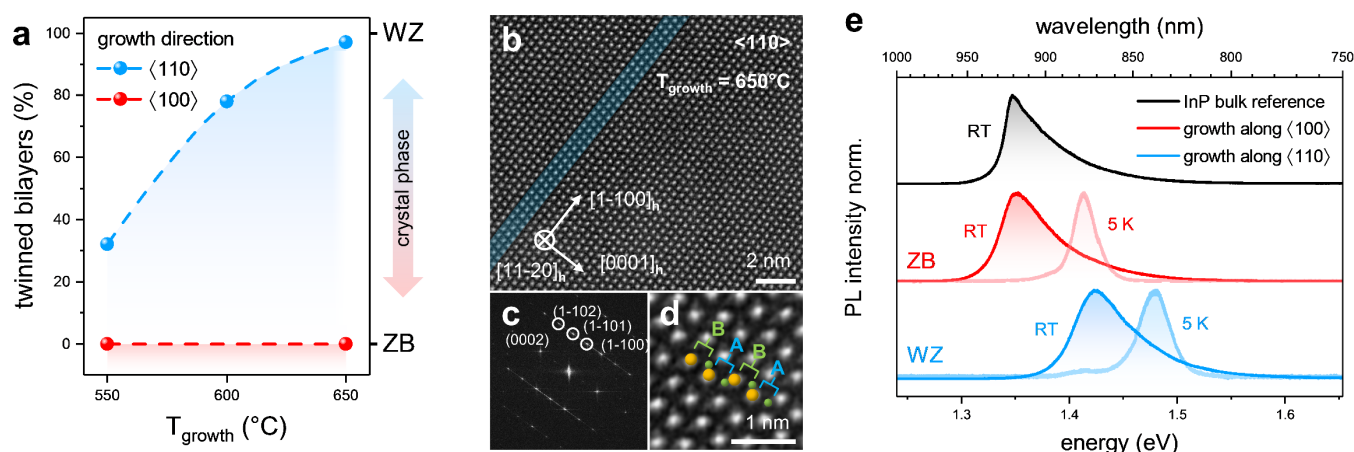 a
twinned bilayers (%)
100
80
60
40
20
0
growth direction
⟨110⟩
⟨100⟩
WZ
crystal phase
ZB
550
600
650
T_growth (°C)
b
<110>
T_growth = 650°C
[1-100]_h
[0001]_h
[11-20]_h
2 nm
c
(1-102)
(1-101)
(0002)
(1-100)
d
B
A
B
A
1 nm
e
wavelength (nm)
1000 950 900 850 800 750
PL intensity norm.
InP bulk reference
growth along ⟨100⟩
growth along ⟨110⟩
RT
RT
5 K
ZB
RT
5 K
WZ
1.3 1.4 1.5 1.6
energy (eV)